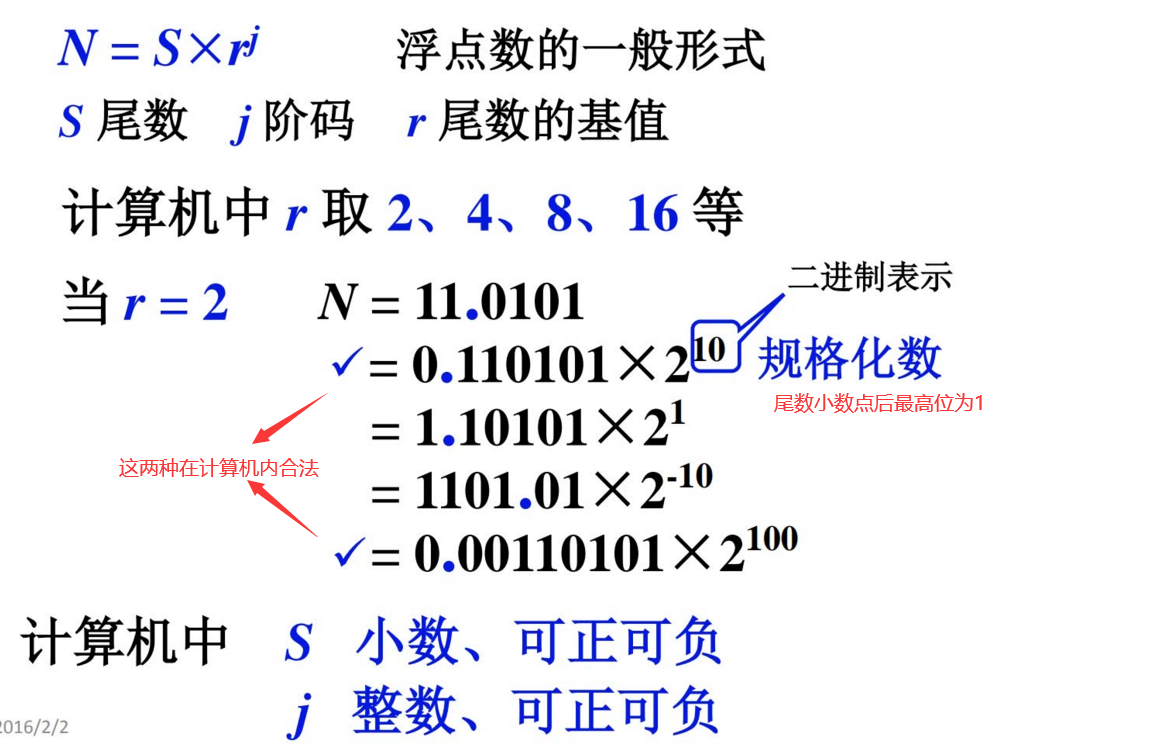 N = S×r^j 浮点数的一般形式
S 尾数 j 阶码 r 尾数的基值
计算机中 r 取 2、4、8、16 等
二进制表示
当 r = 2 N = 11.0101
✓= 0.110101×2^10 规格化数
尾数小数点后最高位为1
= 1.10101×2^1
这两种在计算机内合法
= 1101.01×2^-10
✓= 0.00110101×2^100
计算机中 S 小数、可正可负
j 整数、可正可负
2016/2/2